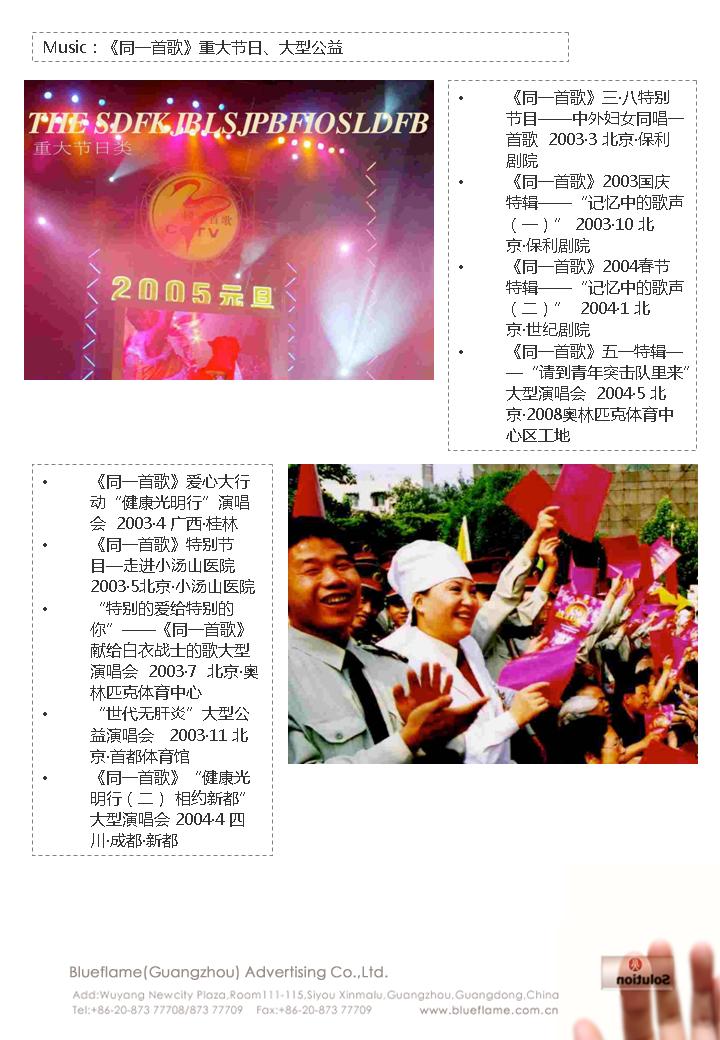 Music：《同一首歌》重大节日、大型公益
THE SDFKJBLSJPBFIOSLDFB
重大节日类
同一首歌
CCTV
2005元旦
• 《同一首歌》三·八特别
节目——中外妇女同唱一
首歌 2003·3 北京·保利
剧院
• 《同一首歌》2003国庆
特辑——“记忆中的歌声
（一）” 2003·10 北
京·保利剧院
• 《同一首歌》2004春节
特辑——“记忆中的歌声
（二）” 2004·1 北
京·世纪剧院
• 《同一首歌》五一特辑—
—“请到青年突击队里来”
大型演唱会 2004·5 北
京·2008奥林匹克体育中
心区工地
• 《同一首歌》爱心大行
动“健康光明行”演唱
会 2003·4 广西·桂林
• 《同一首歌》特别节
目—走进小汤山医院
2003·5北京·小汤山医院
• “特别的爱给特别的
你”——《同一首歌》
献给白衣战士的歌大型
演唱会 2003·7 北京·奥
林匹克体育中心
• “世代无肝炎”大型公
益演唱会 2003·11 北
京·首都体育馆
• 《同一首歌》“健康光
明行（二） 相约新都”
大型演唱会 2004·4 四
川·成都·新都
Blueflame(Guangzhou) Advertising Co.,Ltd.
Add:Wuyang Newcity Plaza,Room111-115,Siyou Xinmalu,Guangzhou,Guangdong,China
Tel:+86-20-873 77708/873 77709 Fax:+86-20-873 77709 www.blueflame.com.cn
Solution